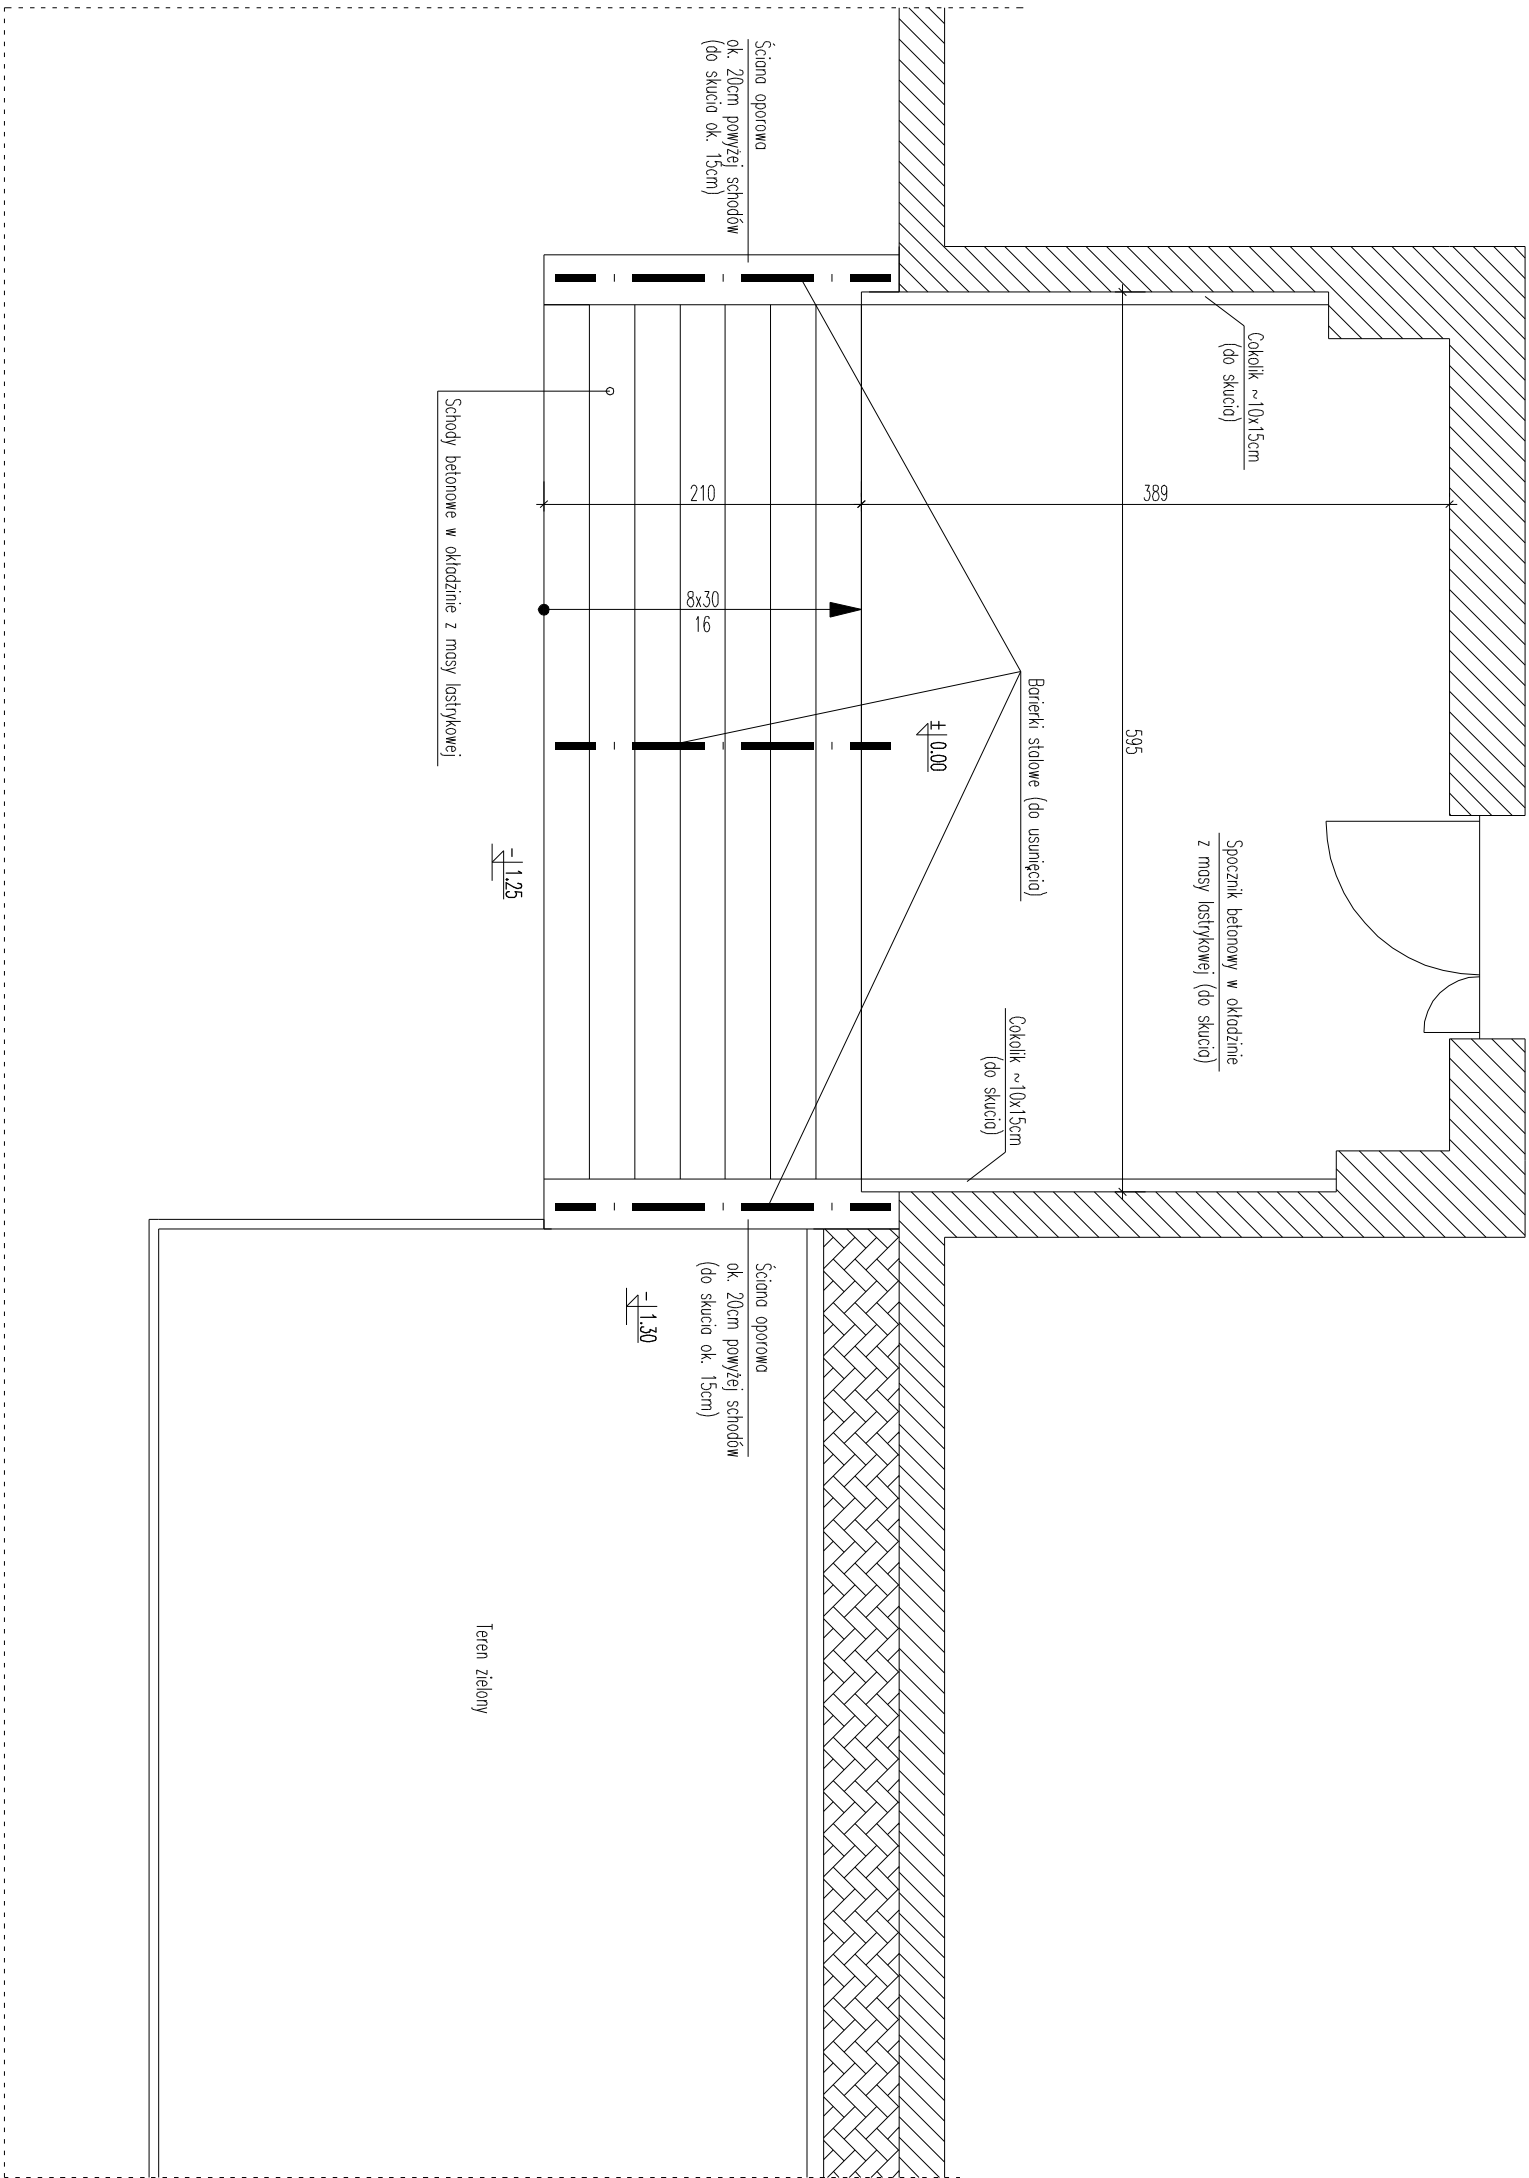 Ściana oporowa
ok. 20cm powyżej schodów
(do skucia ok. 15cm)
Cokolik ~10x15cm
(do skucia)
Schody betonowe w okładzinie z masy lastrykowej
210
389
8x30
16
Barierki stalowe (do usunięcia)
± 0.00
595
Spocznik betonowy w okładzinie
z masy lastrykowej (do skucia)
-1.25
Cokolik ~10x15cm
(do skucia)
Ściana oporowa
ok. 20cm powyżej schodów
(do skucia ok. 15cm)
-1.30
Teren zielony